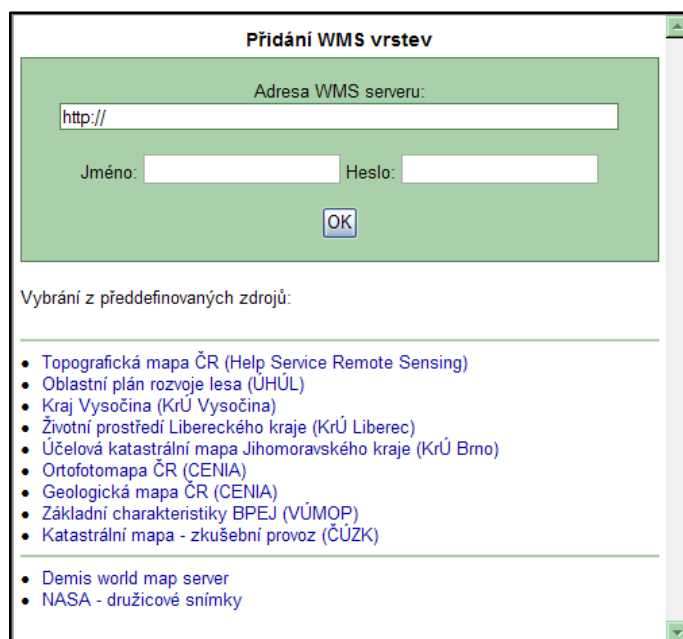 Přidání WMS vrstev
Adresa WMS serveru:
http://
Jméno: Heslo:
OK
Vybrání z předdefinovaných zdrojů:
Topografická mapa ČR (Help Service Remote Sensing)
Oblastní plán rozvoje lesa (ÚHÚL)
Kraj Vysočina (KrÚ Vysočina)
Životní prostředí Libereckého kraje (KrÚ Liberec)
Účelová katastrální mapa Jihomoravského kraje (KrÚ Brno)
Ortofotomapa ČR (CENIA)
Geologická mapa ČR (CENIA)
Základní charakteristiky BPEJ (VÚMOP)
Katastrální mapa - zkušební provoz (ČÚZK)
Demis world map server
NASA - družicové snímky